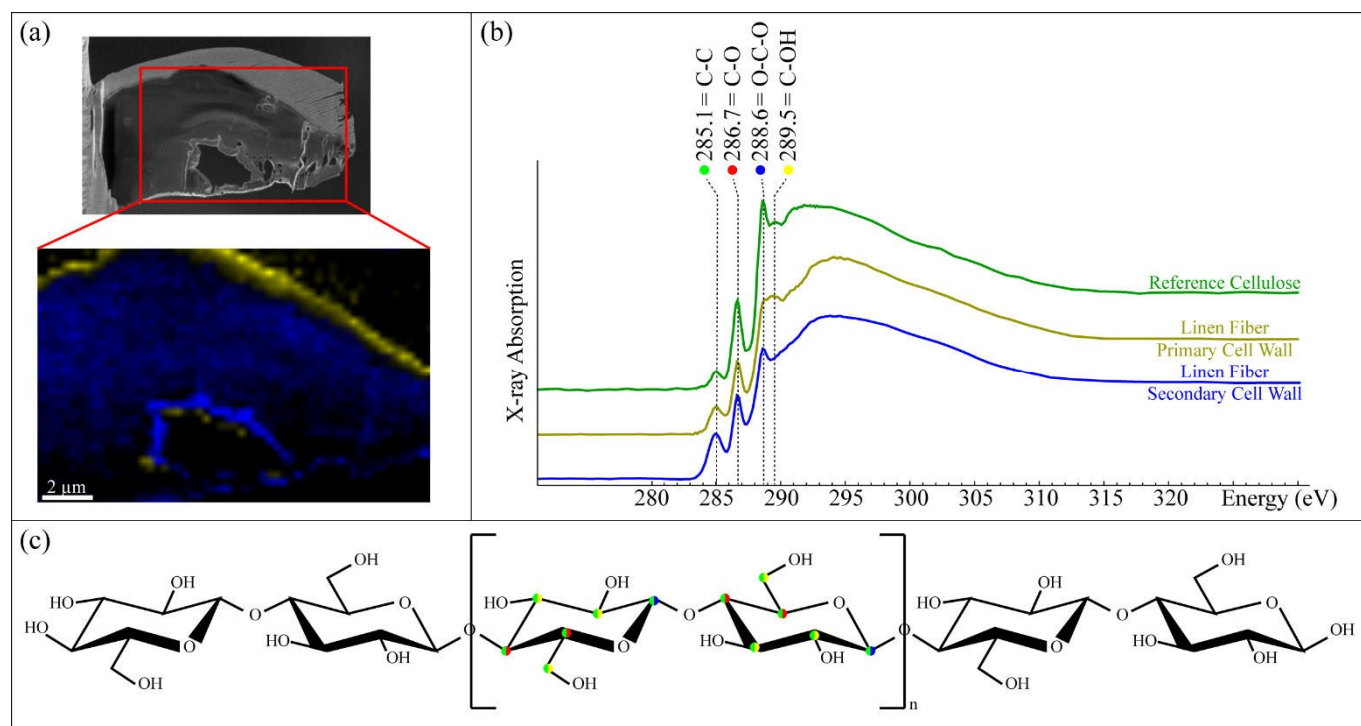 (a)
2 µm
(b)
285.1 = C-C
286.7 = C-O
288.6 = O-C-O
289.5 = C-OH
X-ray Absorption
Reference Cellulose
Linen Fiber
Primary Cell Wall
Linen Fiber
Secondary Cell Wall
280 285 290 295 300 305 310 315 320 Energy (eV)
(c)
OH OH OH OH OH OH
HO O O O HO O O O HO O O O
HO HO OH O O HO OH O O HO OH OH
OH OH OH
n